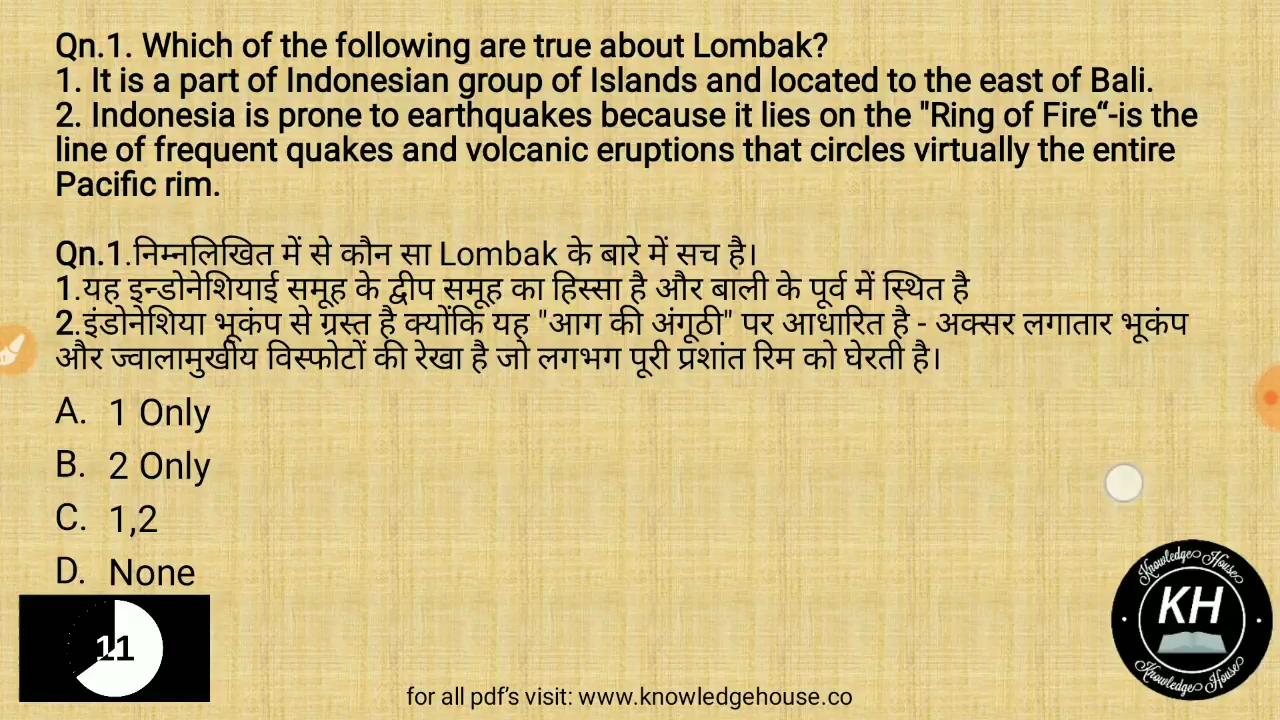 Qn.1. Which of the following are true about Lombak?
1. It is a part of Indonesian group of Islands and located to the east of Bali.
2. Indonesia is prone to earthquakes because it lies on the "Ring of Fire“-is the
line of frequent quakes and volcanic eruptions that circles virtually the entire
Pacific rim.
Qn.1.निम्नलिखित में से कौन सा Lombak के बारे में सच है।
1.यह इन्डोनेशियाई समूह के द्वीप समूह का हिस्सा है और बाली के पूर्व में स्थित है
2.इंडोनेशिया भूकंप से ग्रस्त है क्योंकि यह "आग की अंगूठी" पर आधारित है - अक्सर लगातार भूकंप
और ज्वालामुखीय विस्फोटों की रेखा है जो लगभग पूरी प्रशांत रिम को घेरती है।
A. 1 Only
B. 2 Only
C. 1,2
D. None
11
Knowledge House
KH
Knowledge House
for all pdf’s visit: www.knowledgehouse.co